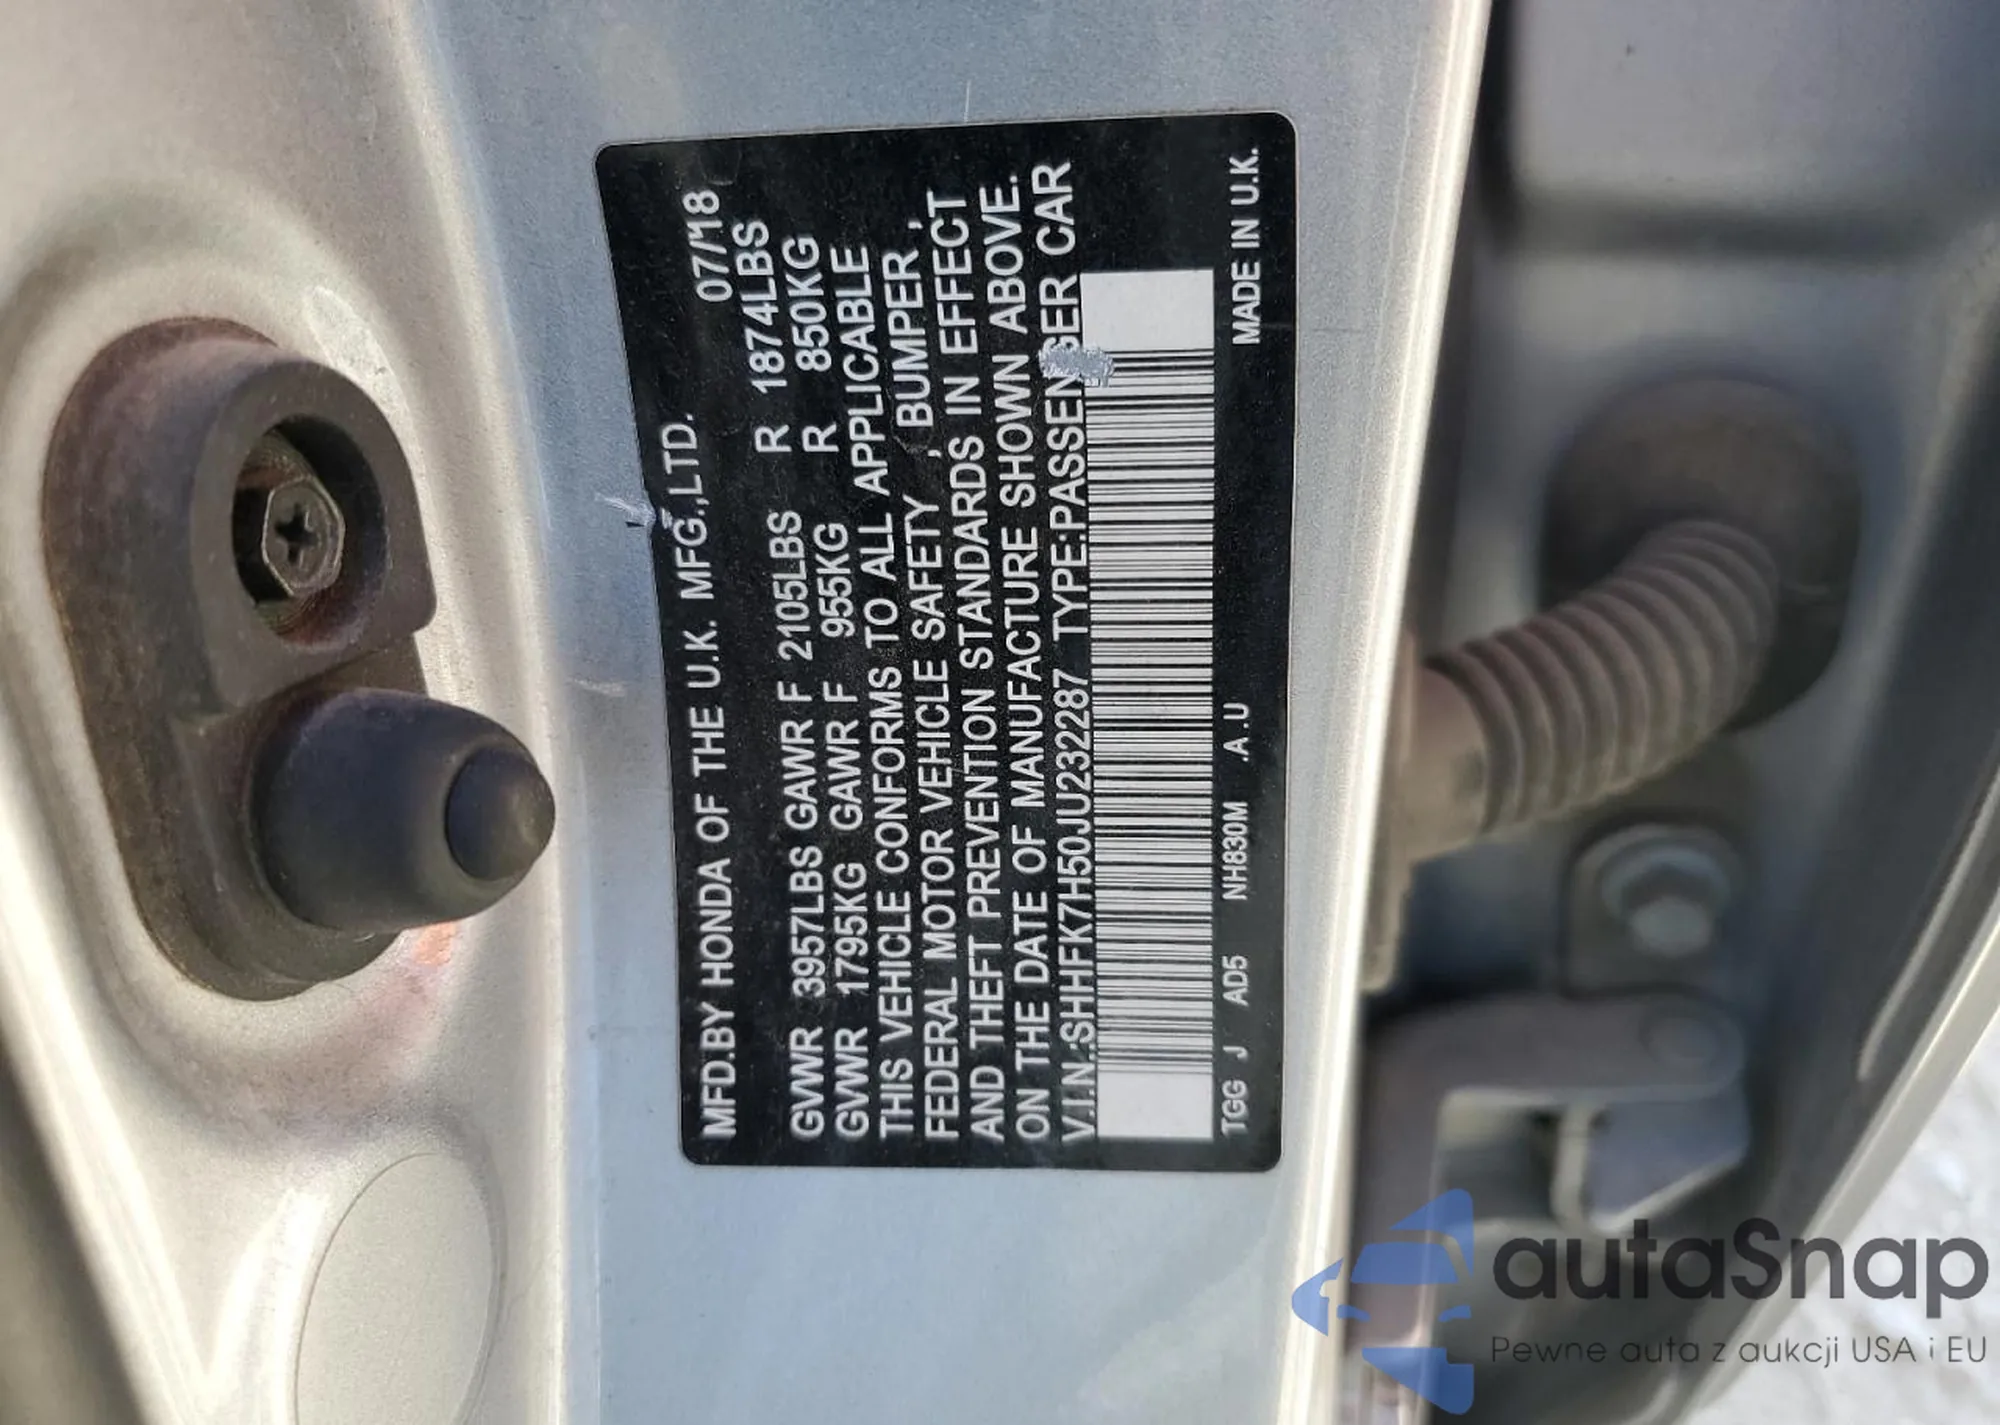 MFD.BY HONDA OF THE U.K. MFG.,LTD. 07/'18
GVWR 3957LBS GAWR F 2105LBS R 1874LBS
GVWR 1795KG GAWR F 955KG R 850KG
THIS VEHICLE CONFORMS TO ALL APPLICABLE
FEDERAL MOTOR VEHICLE SAFETY , BUMPER ,
AND THEFT PREVENTION STANDARDS IN EFFECT
ON THE DATE OF MANUFACTURE SHOWN ABOVE.
V.I.N.:SHHFK7H50JU232287 TYPE:PASSENGER CAR
TGG J AD5 NH830M .A.U MADE IN U.K.
autaSnap
Pewne auta z aukcji USA i EU